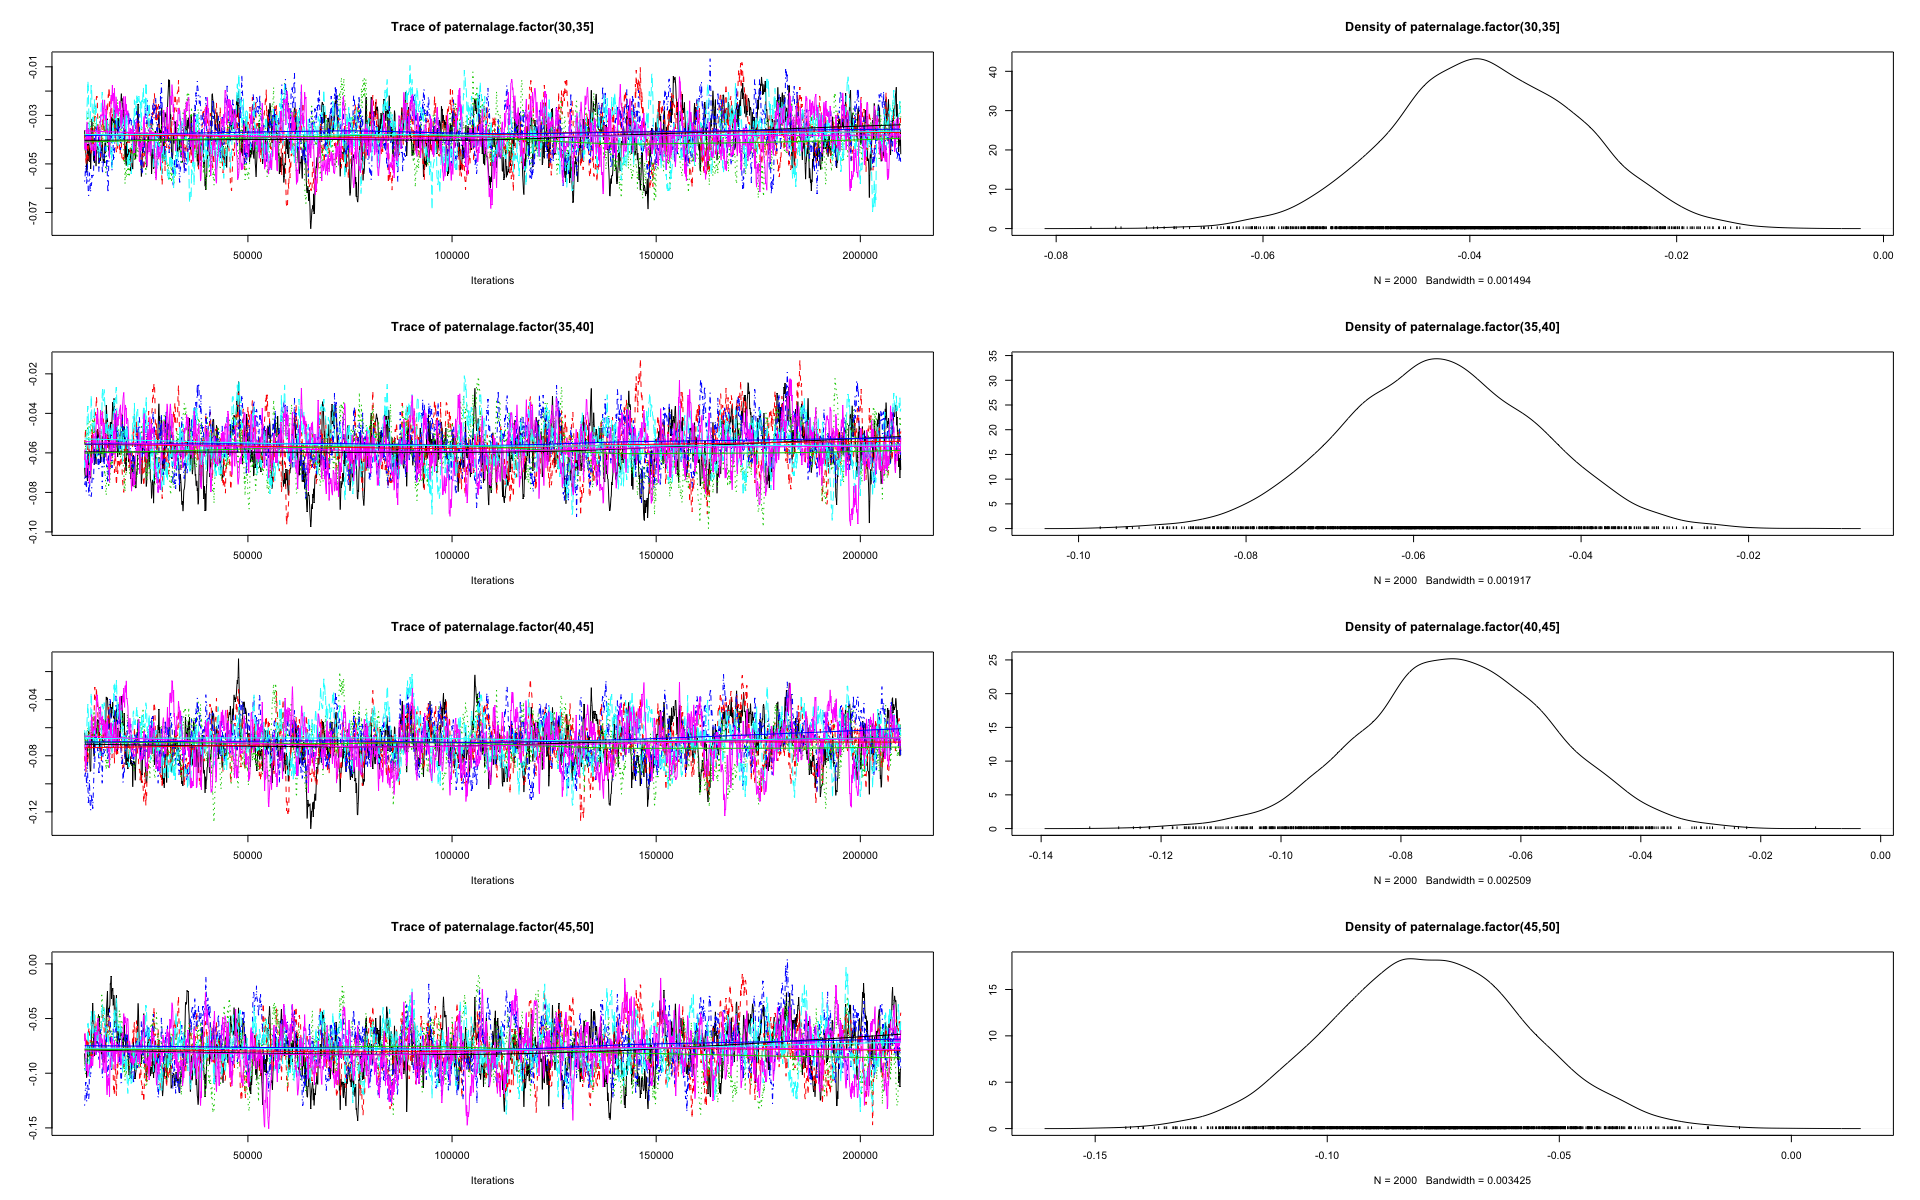 Trace of paternalage.factor(30,35]
-0.07 -0.05 -0.03 -0.01
50000 100000 150000 200000
Iterations
Density of paternalage.factor(30,35]
0 10 20 30 40
-0.08 -0.06 -0.04 -0.02 0.00
N = 2000 Bandwidth = 0.001494
Trace of paternalage.factor(35,40]
-0.10 -0.08 -0.06 -0.04 -0.02
50000 100000 150000 200000
Iterations
Density of paternalage.factor(35,40]
0 5 10 15 20 25 30 35
-0.10 -0.08 -0.06 -0.04 -0.02
N = 2000 Bandwidth = 0.001917
Trace of paternalage.factor(40,45]
-0.12 -0.08 -0.04
50000 100000 150000 200000
Iterations
Density of paternalage.factor(40,45]
0 5 10 15 20 25
-0.14 -0.12 -0.10 -0.08 -0.06 -0.04 -0.02 0.00
N = 2000 Bandwidth = 0.002509
Trace of paternalage.factor(45,50]
-0.15 -0.10 -0.05 0.00
50000 100000 150000 200000
Iterations
Density of paternalage.factor(45,50]
0 5 10 15
-0.15 -0.10 -0.05 0.00
N = 2000 Bandwidth = 0.003425